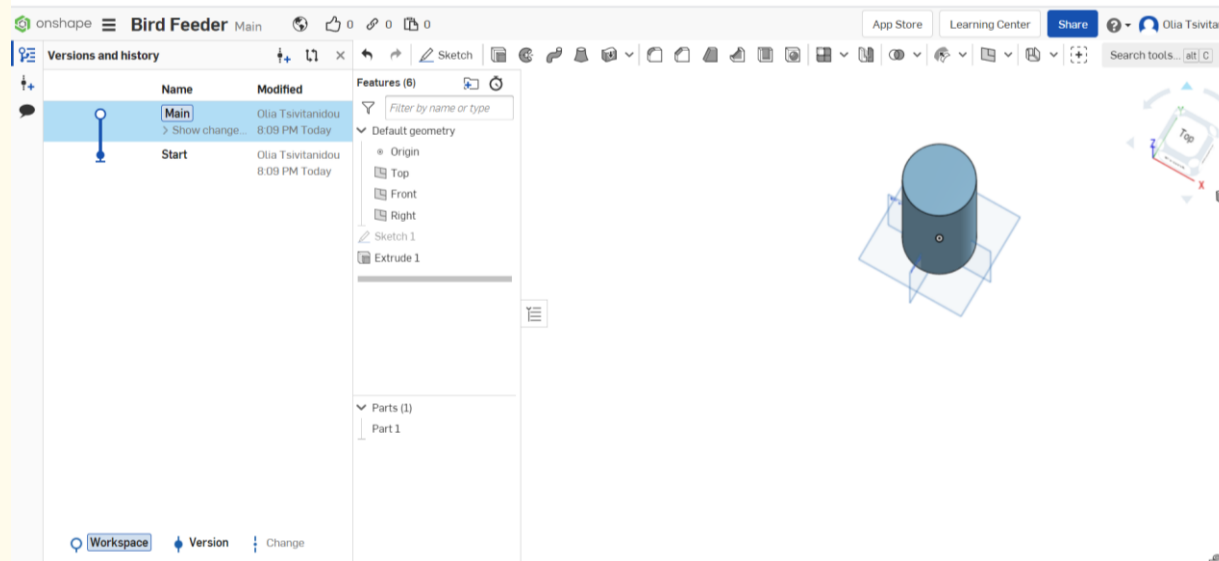 onshape Bird Feeder Main 0 0 0 App Store Learning Center Share Olia Tsivita
Versions and history Sketch Search tools... alt C
Name Modified
Main Olia Tsivitanidou
> Show change... 8:09 PM Today
Start Olia Tsivitanidou
8:09 PM Today
Workspace Version Change
Features (6)
Filter by name or type
Default geometry
Origin
Top
Front
Right
Sketch 1
Extrude 1
Parts (1)
Part 1
Top
Z
X